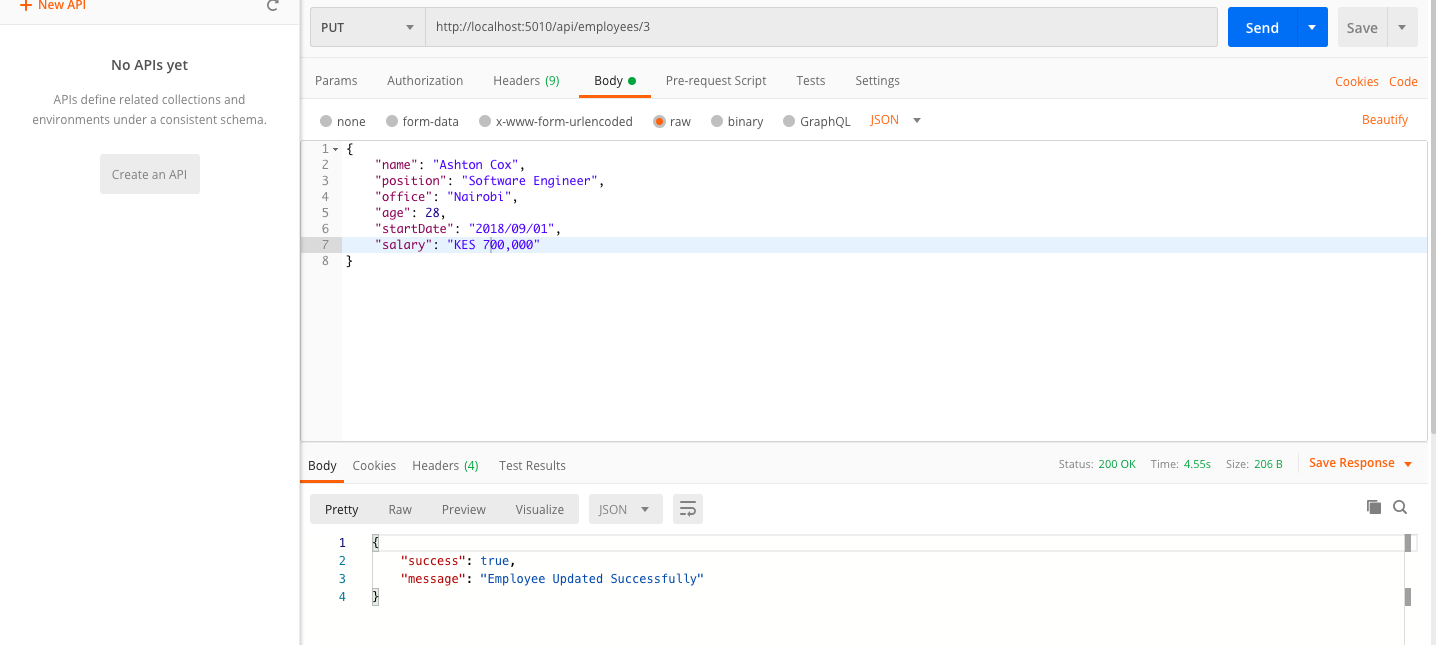 + New API
No APIs yet
APIs define related collections and
environments under a consistent schema.
Create an API
PUT http://localhost:5010/api/employees/3 Send Save
Params Authorization Headers (9) Body Pre-request Script Tests Settings Cookies Code
none form-data x-www-form-urlencoded raw binary GraphQL JSON Beautify
1 {
2 "name": "Ashton Cox",
3 "position": "Software Engineer",
4 "office": "Nairobi",
5 "age": 28,
6 "startDate": "2018/09/01",
7 "salary": "KES 700,000"
8 }
Body Cookies Headers (4) Test Results Status: 200 OK Time: 4.55s Size: 206 B Save Response
Pretty Raw Preview Visualize JSON
1 {
2 "success": true,
3 "message": "Employee Updated Successfully"
4 }